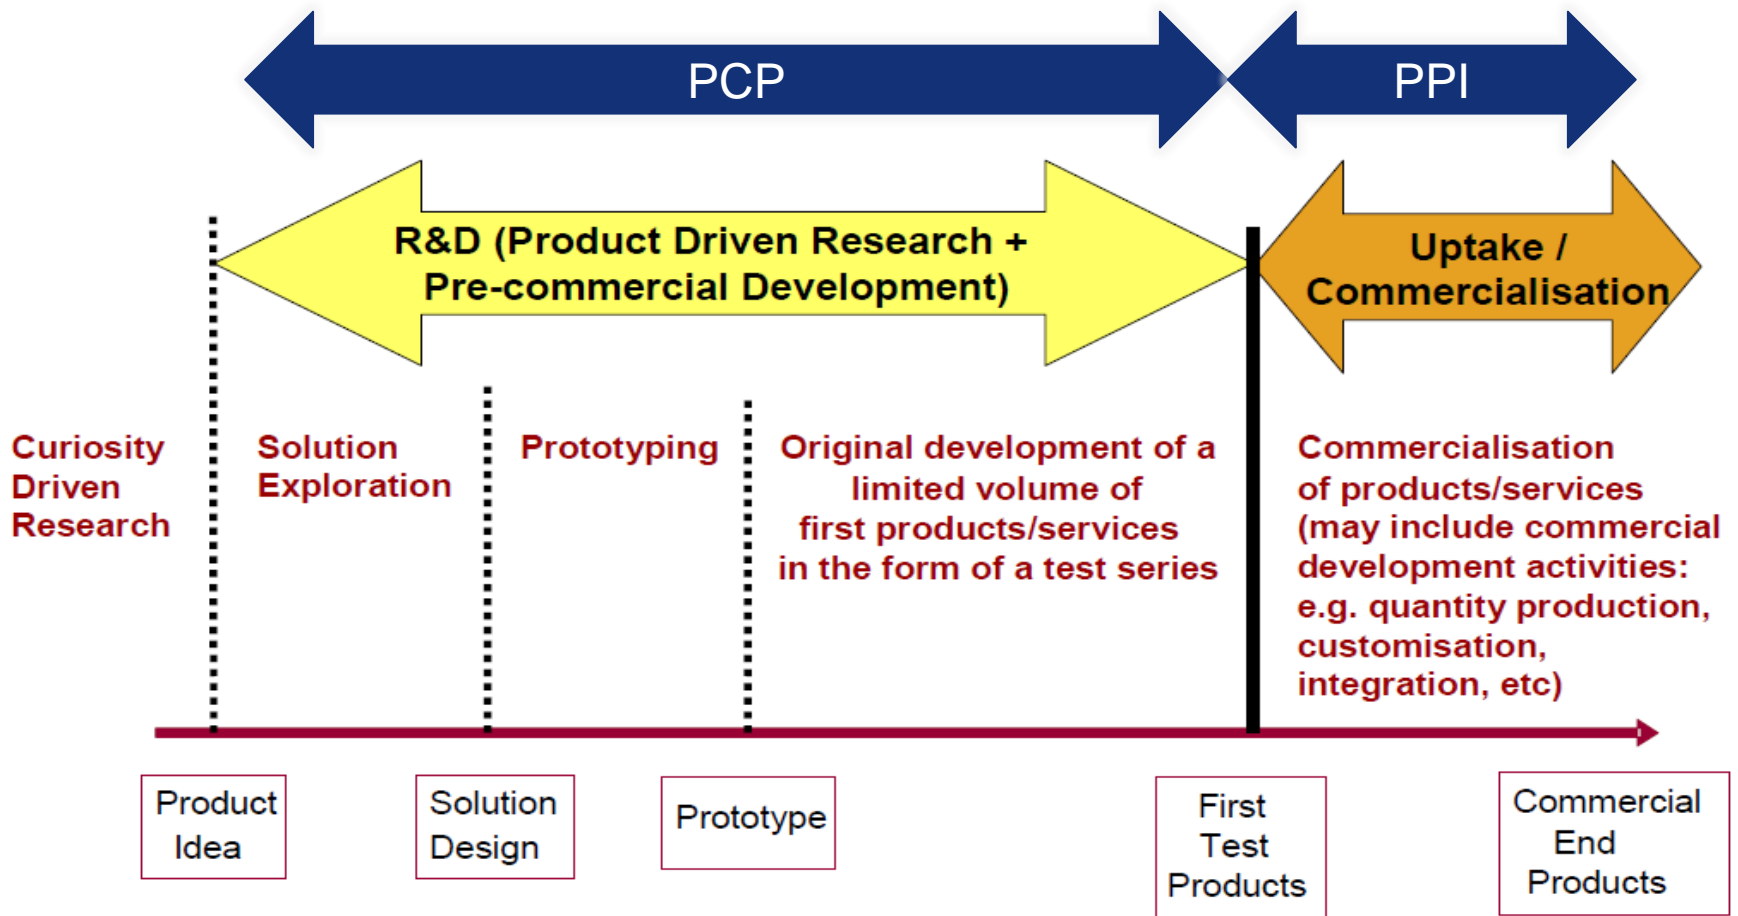 PCP
PPI
R&D (Product Driven Research +
Pre-commercial Development)
Uptake /
Commercialisation
Curiosity
Driven
Research
Solution
Exploration
Prototyping
Original development of a
limited volume of
first products/services
in the form of a test series
Commercialisation
of products/services
(may include commercial
development activities:
e.g. quantity production,
customisation,
integration, etc)
Product
Idea
Solution
Design
Prototype
First
Test
Products
Commercial
End
Products